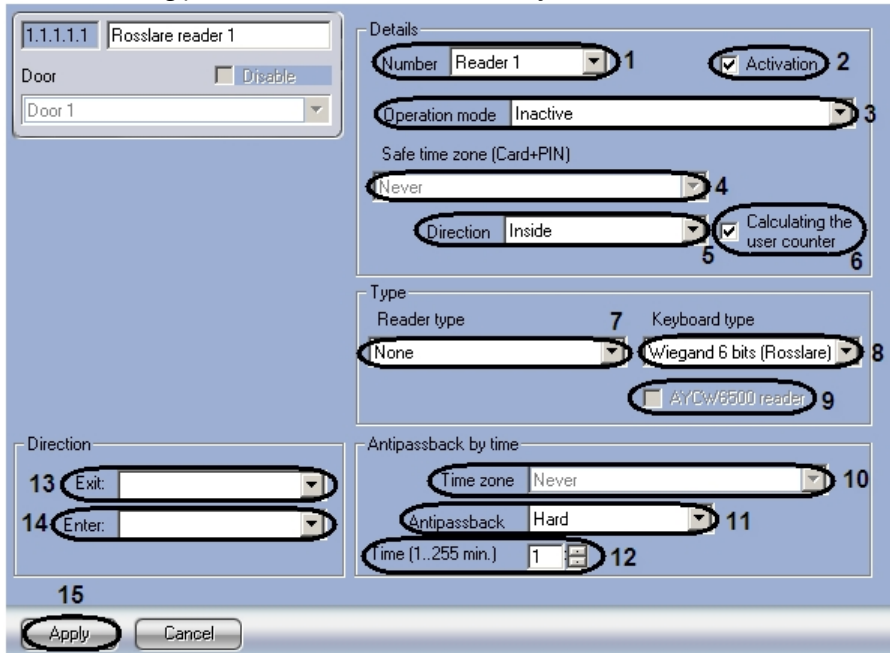 1.1.1.1.1 Rosslare reader 1
Door Disable
Door 1
Details
Number Reader 1 1 Activation 2
Operation mode Inactive 3
Safe time zone (Card+PIN)
Never 4
Direction Inside 5 Calculating the
user counter 6
Type
Reader type 7 Keyboard type
None Wiegand 6 bits (Rosslare) 8
AYCW6500 reader 9
Direction
13 Exit:
14 Enter:
Antipassback by time
Time zone Never 10
Antipassback Hard 11
Time (1..255 min.) 1 12
15
Apply Cancel